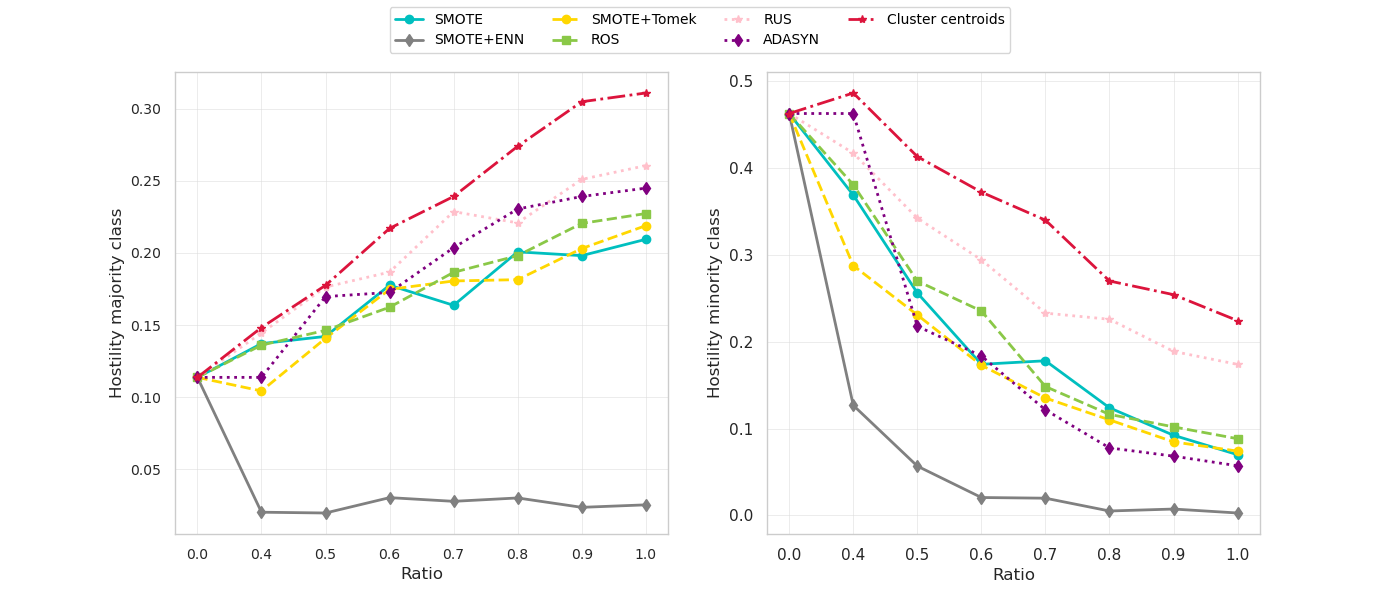 SMOTE SMOTE+Tomek RUS Cluster centroids
SMOTE+ENN ROS ADASYN
Hostility majority class
0.30
0.25
0.20
0.15
0.10
0.05
0.0 0.4 0.5 0.6 0.7 0.8 0.9 1.0
Ratio
Hostility minority class
0.5
0.4
0.3
0.2
0.1
0.0
0.0 0.4 0.5 0.6 0.7 0.8 0.9 1.0
Ratio